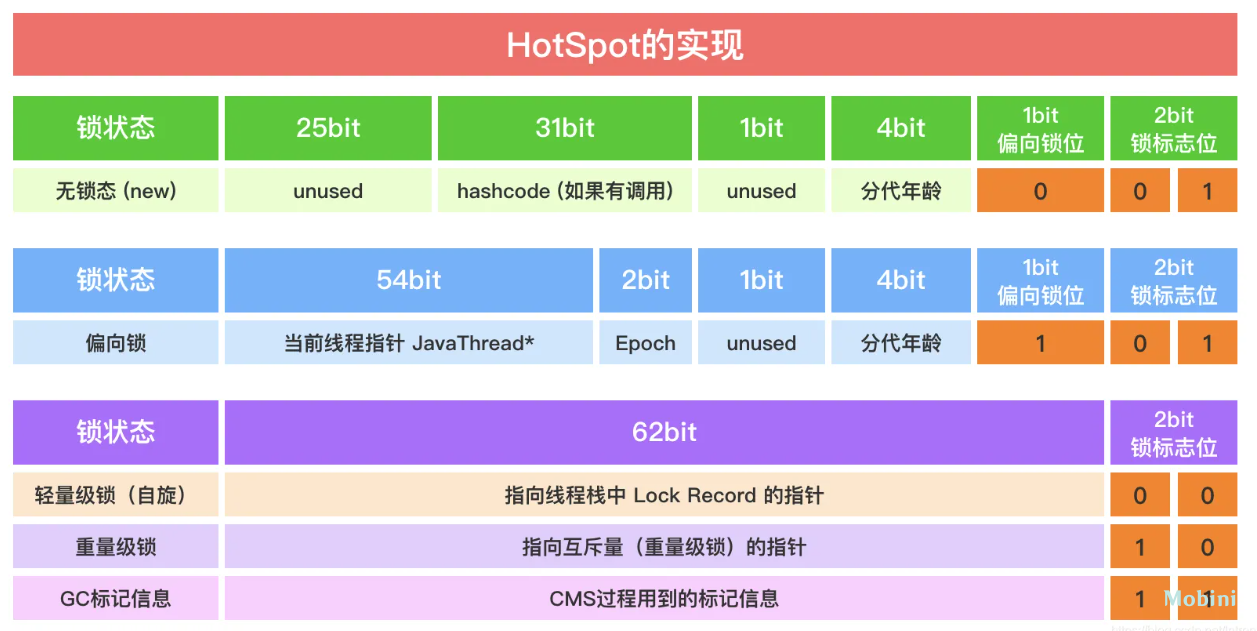 HotSpot的实现
锁状态 25bit 31bit 1bit 4bit 1bit 偏向锁位 2bit 锁标志位
无锁态 (new) unused hashcode (如果有调用) unused 分代年龄 0 0 1
锁状态 54bit 2bit 1bit 4bit 1bit 偏向锁位 2bit 锁标志位
偏向锁 当前线程指针 JavaThread* Epoch unused 分代年龄 1 0 1
锁状态 62bit 2bit 锁标志位
轻量级锁（自旋） 指向线程栈中 Lock Record 的指针 0 0
重量级锁 指向互斥量（重量级锁）的指针 1 0
GC标记信息 CMS过程用到的标记信息 1 1
Mobini